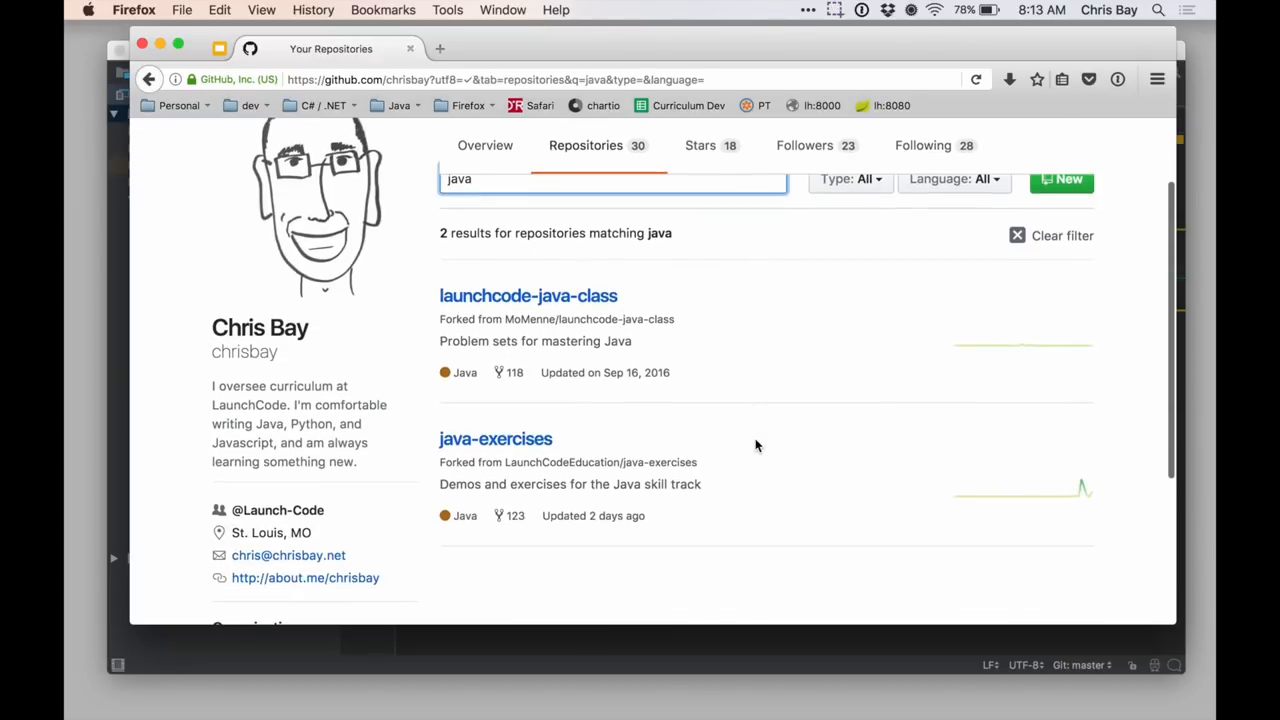 Firefox File Edit View History Bookmarks Tools Window Help ••• 78% 8:13 AM Chris Bay
Your Repositories
GitHub, Inc. (US) https://github.com/chrisbay?utf8=✓&tab=repositories&q=java&type=&language=
Personal dev C# / .NET Java Firefox Safari chartio Curriculum Dev PT lh:8000 lh:8080
Overview Repositories 30 Stars 18 Followers 23 Following 28
java Type: All Language: All New
2 results for repositories matching java Clear filter
launchcode-java-class
Forked from MoMenne/launchcode-java-class
Problem sets for mastering Java
Java 118 Updated on Sep 16, 2016
java-exercises
Forked from LaunchCodeEducation/java-exercises
Demos and exercises for the Java skill track
Java 123 Updated 2 days ago
Chris Bay
chrisbay
I oversee curriculum at
LaunchCode. I'm comfortable
writing Java, Python, and
Javascript, and am always
learning something new.
@Launch-Code
St. Louis, MO
chris@chrisbay.net
http://about.me/chrisbay
LF÷ UTF-8÷ Git: master÷